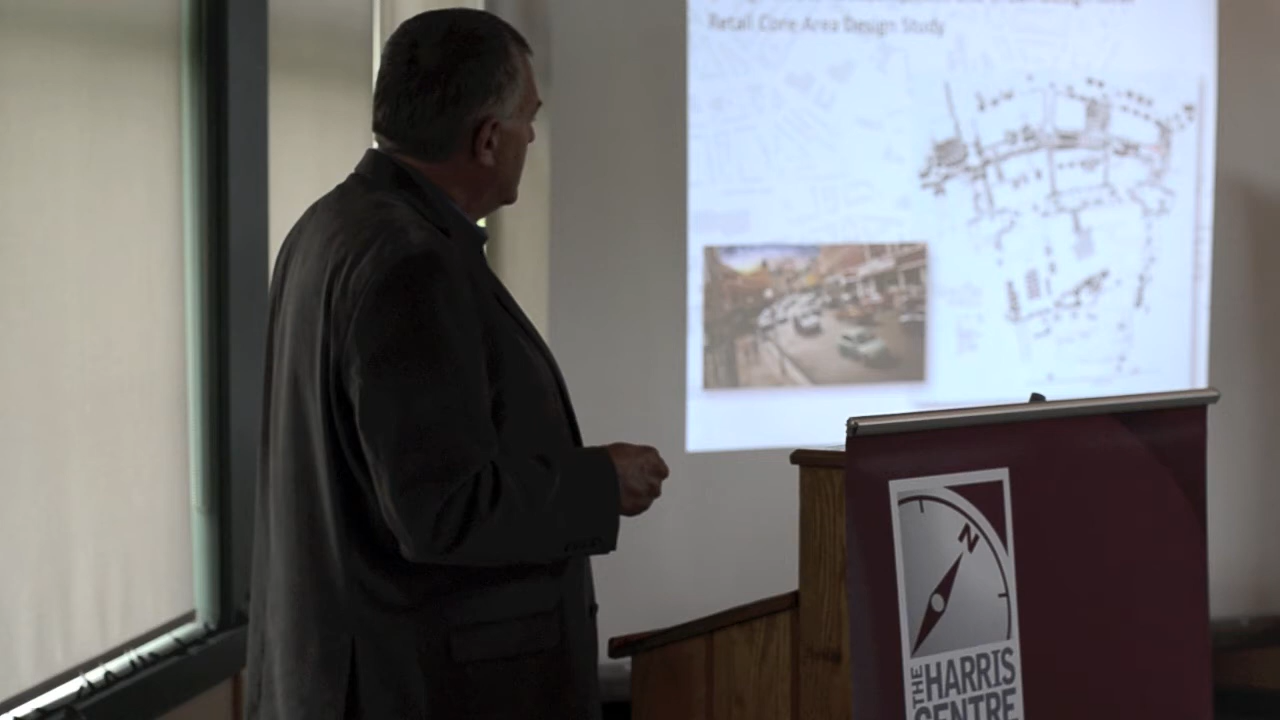 Retail Core Area Design Study
N
THE
HARRIS
CENTRE